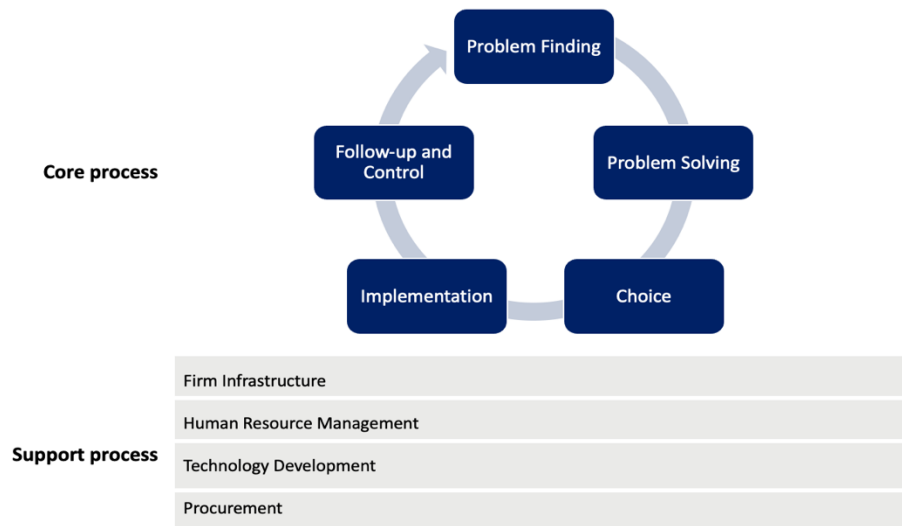 Problem Finding
Core process
Follow-up and
Control
Problem Solving
Implementation
Choice
Support process
Firm Infrastructure
Human Resource Management
Technology Development
Procurement